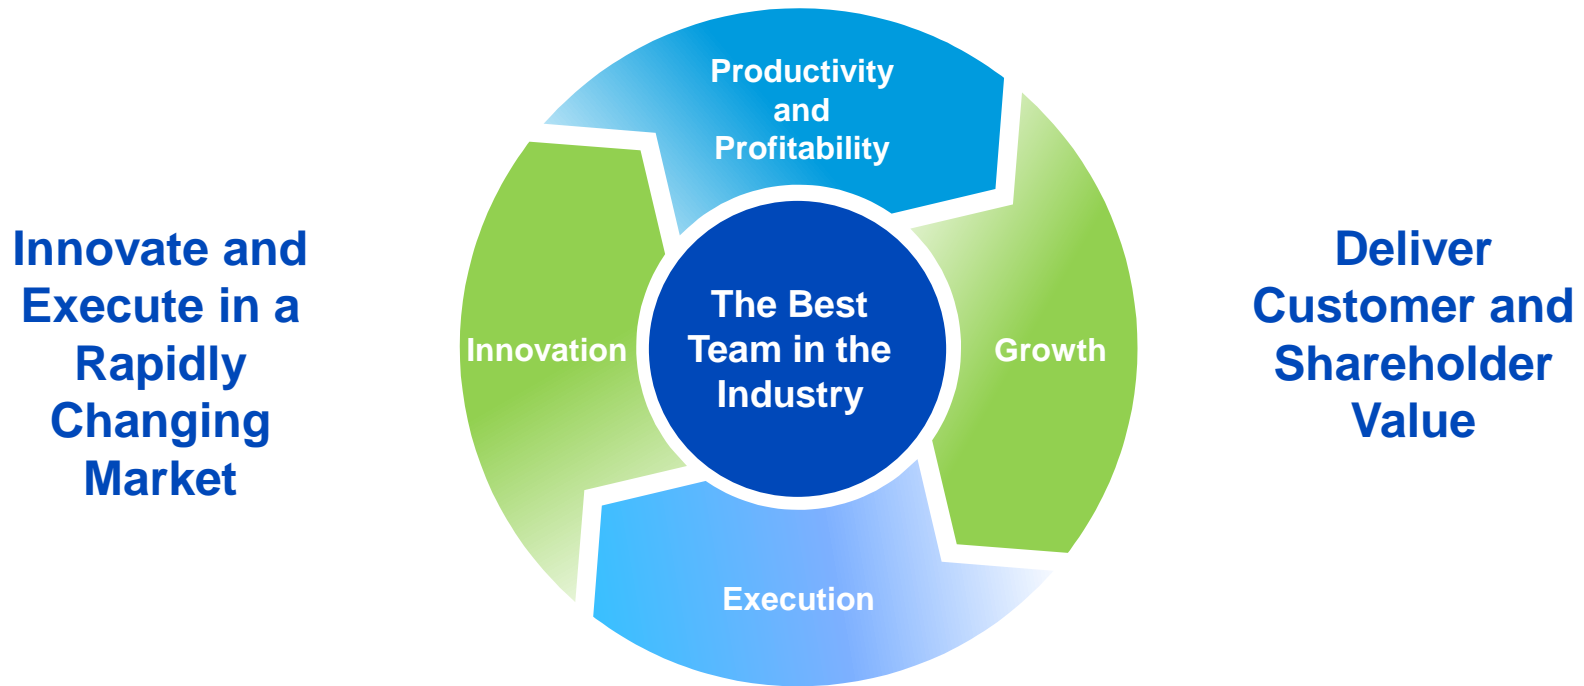 Innovate and
Execute in a
Rapidly
Changing
Market
Productivity
and
Profitability
Innovation
The Best
Team in the
Industry
Growth
Execution
Deliver
Customer and
Shareholder
Value